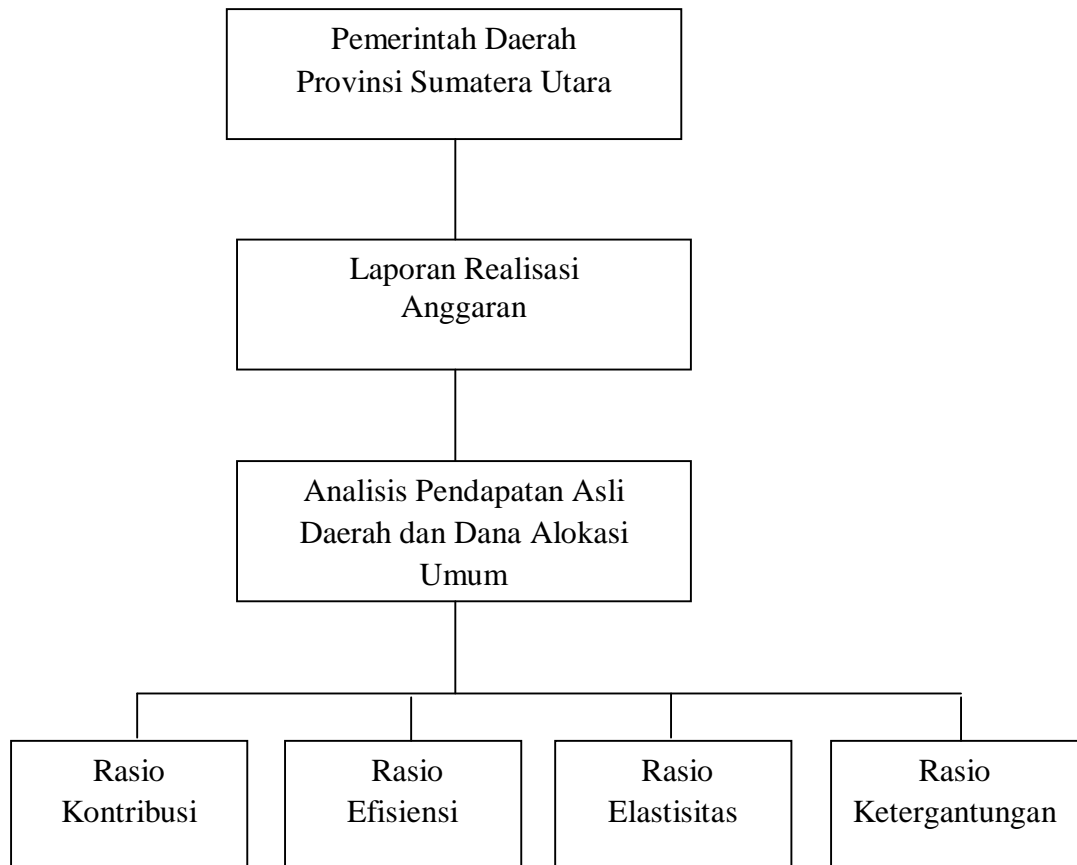 Pemerintah Daerah
Provinsi Sumatera Utara
Laporan Realisasi
Anggaran
Analisis Pendapatan Asli
Daerah dan Dana Alokasi
Umum
Rasio
Kontribusi
Rasio
Efisiensi
Rasio
Elastisitas
Rasio
Ketergantungan